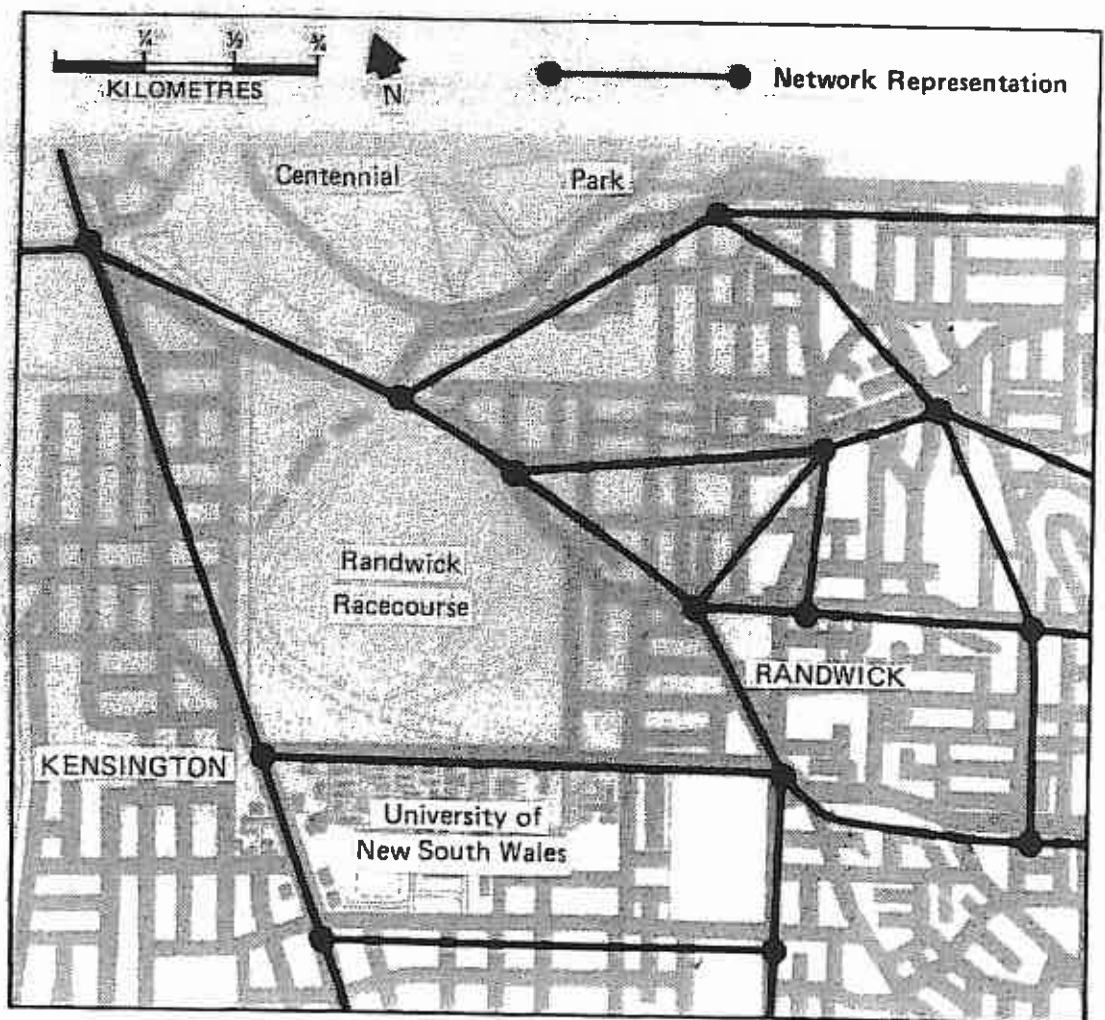 ¼ ½ ¾
KILOMETRES
N
Network Representation
Centennial Park
Randwick
Racecourse
RANDWICK
KENSINGTON
University of
New South Wales